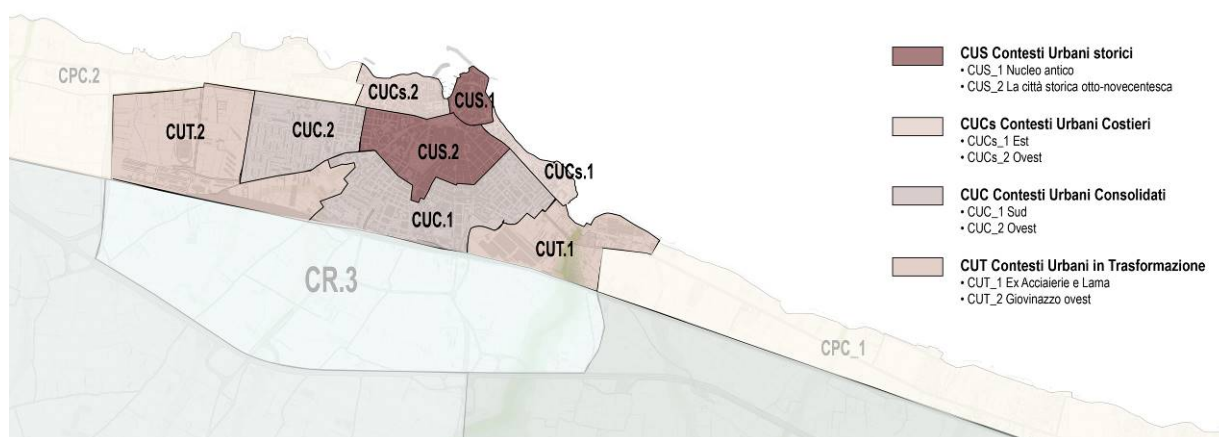 CPC.2
CUCs.2
CUS.1
CUT.2
CUC.2
CUS.2
CUCs.1
CUC.1
CUT.1
CR.3
CPC_1
CUS Contesti Urbani storici
• CUS_1 Nucleo antico
• CUS_2 La città storica otto-novecentesca
CUCs Contesti Urbani Costieri
• CUCs_1 Est
• CUCs_2 Ovest
CUC Contesti Urbani Consolidati
• CUC_1 Sud
• CUC_2 Ovest
CUT Contesti Urbani in Trasformazione
• CUT_1 Ex Acciaierie e Lama
• CUT_2 Giovinazzo ovest